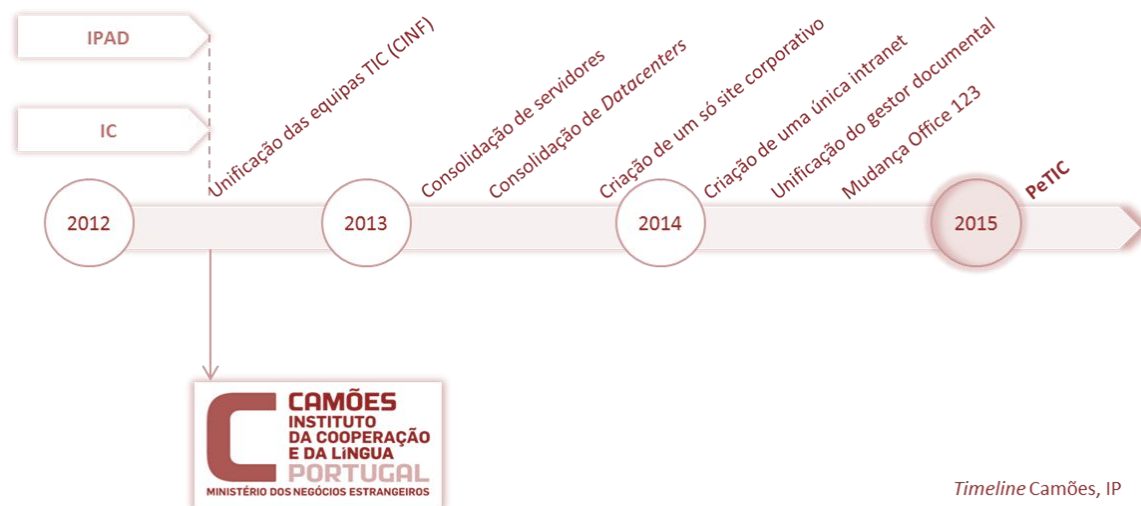 IPAD
IC
Unificação das equipas TIC (CINF)
Consolidação de servidores
Consolidação de Datacenters
Criação de um só site corporativo
Criação de uma única intranet
Unificação do gestor documental
Mudança Office 123
PeTIC
2012
2013
2014
2015
CAMÕES
INSTITUTO
DA COOPERAÇÃO
E DA LÍNGUA
PORTUGAL
MINISTÉRIO DOS NEGÓCIOS ESTRANGEIROS
Timeline Camões, IP